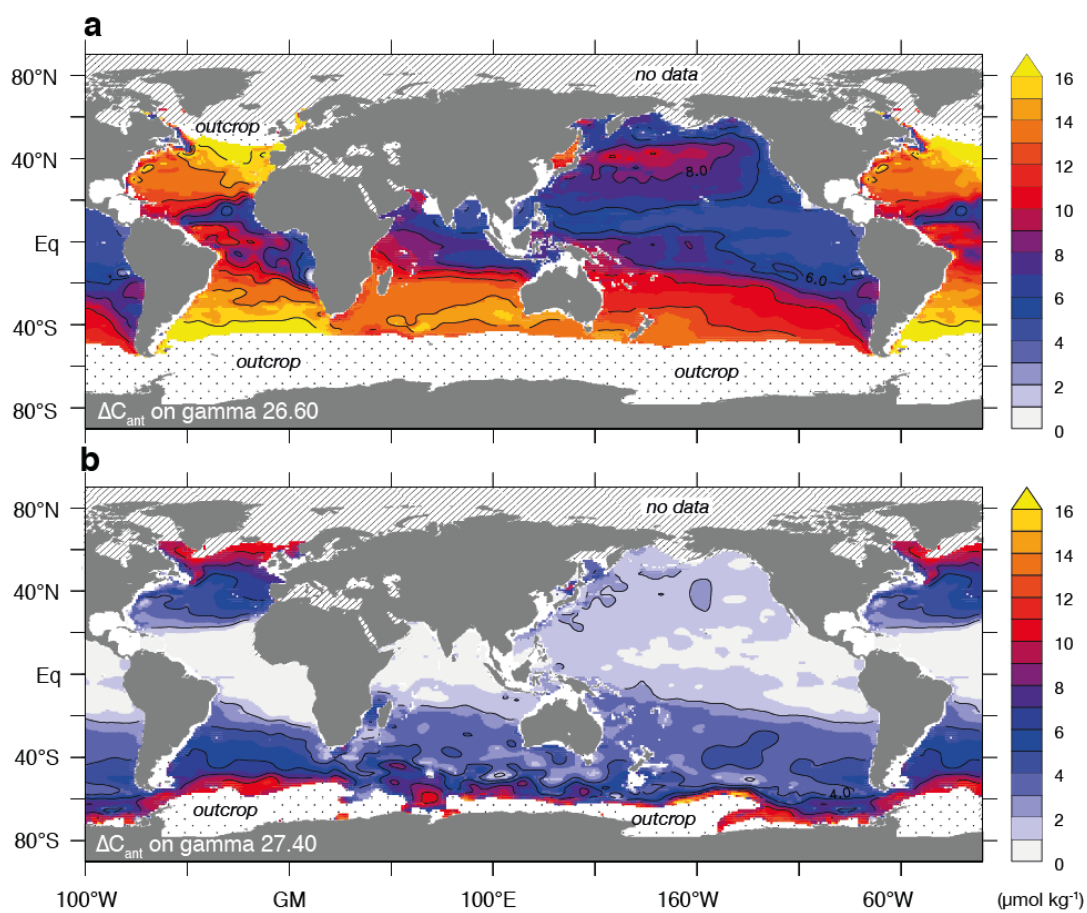 a
80°N
40°N
Eq
40°S
80°S
no data
outcrop
8.0
6.0
outcrop
outcrop
ΔCant on gamma 26.60
16
14
12
10
8
6
4
2
0
b
80°N
40°N
Eq
40°S
80°S
no data
4.0
outcrop
outcrop
ΔCant on gamma 27.40
16
14
12
10
8
6
4
2
0
100°W
GM
100°E
160°W
60°W
(µmol kg⁻¹)